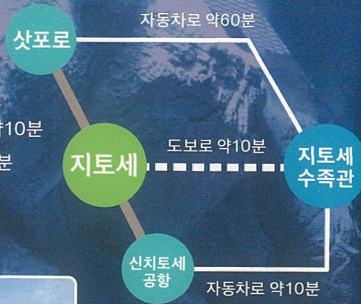 자동차로 약60분
삿포로
약10분
분
도보로 약10분
지토세
지토세
수족관
신치토세
공항
자동차로 약10분